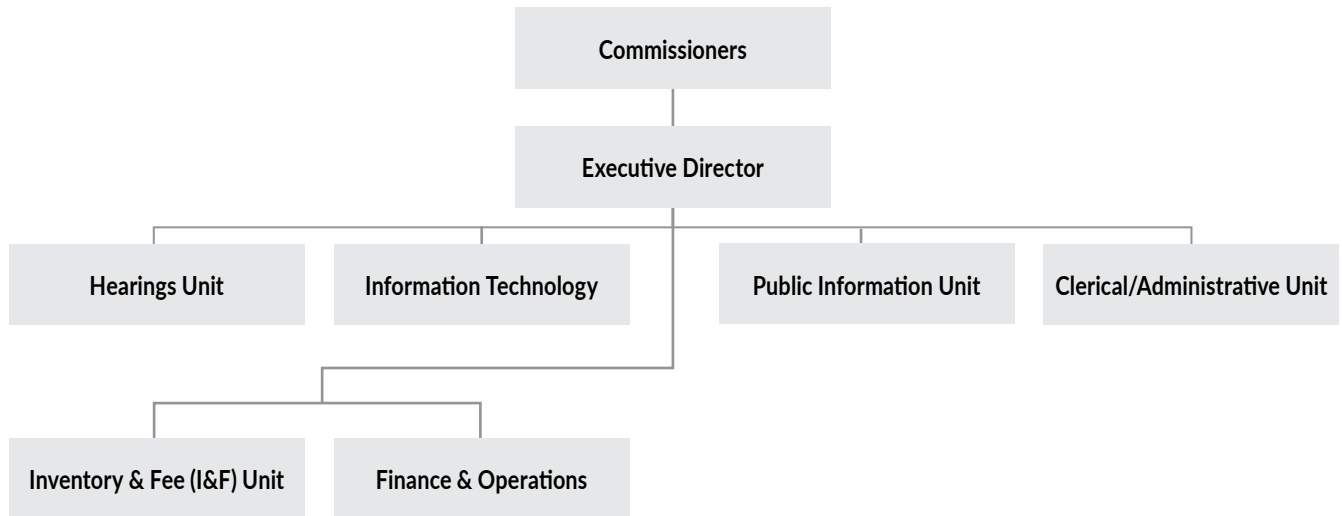 Commissioners
Executive Director
Hearings Unit
Information Technology
Public Information Unit
Clerical/Administrative Unit
Inventory & Fee (I&F) Unit
Finance & Operations